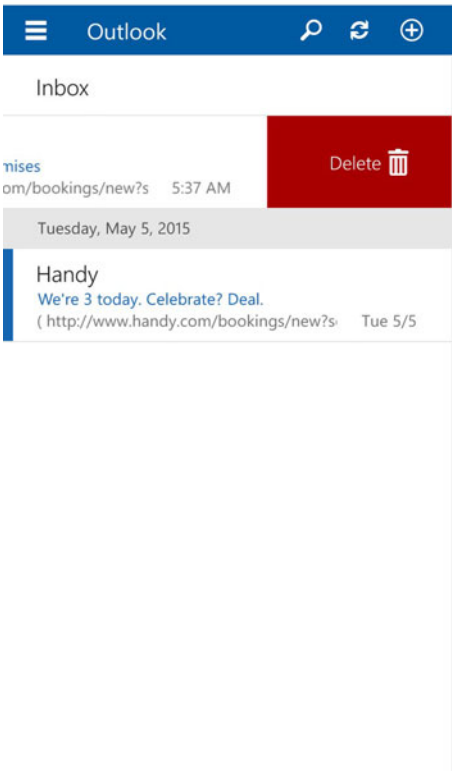 Outlook
Inbox
mises
om/bookings/new?s 5:37 AM
Delete
Tuesday, May 5, 2015
Handy
We're 3 today. Celebrate? Deal.
( http://www.handy.com/bookings/new?s Tue 5/5